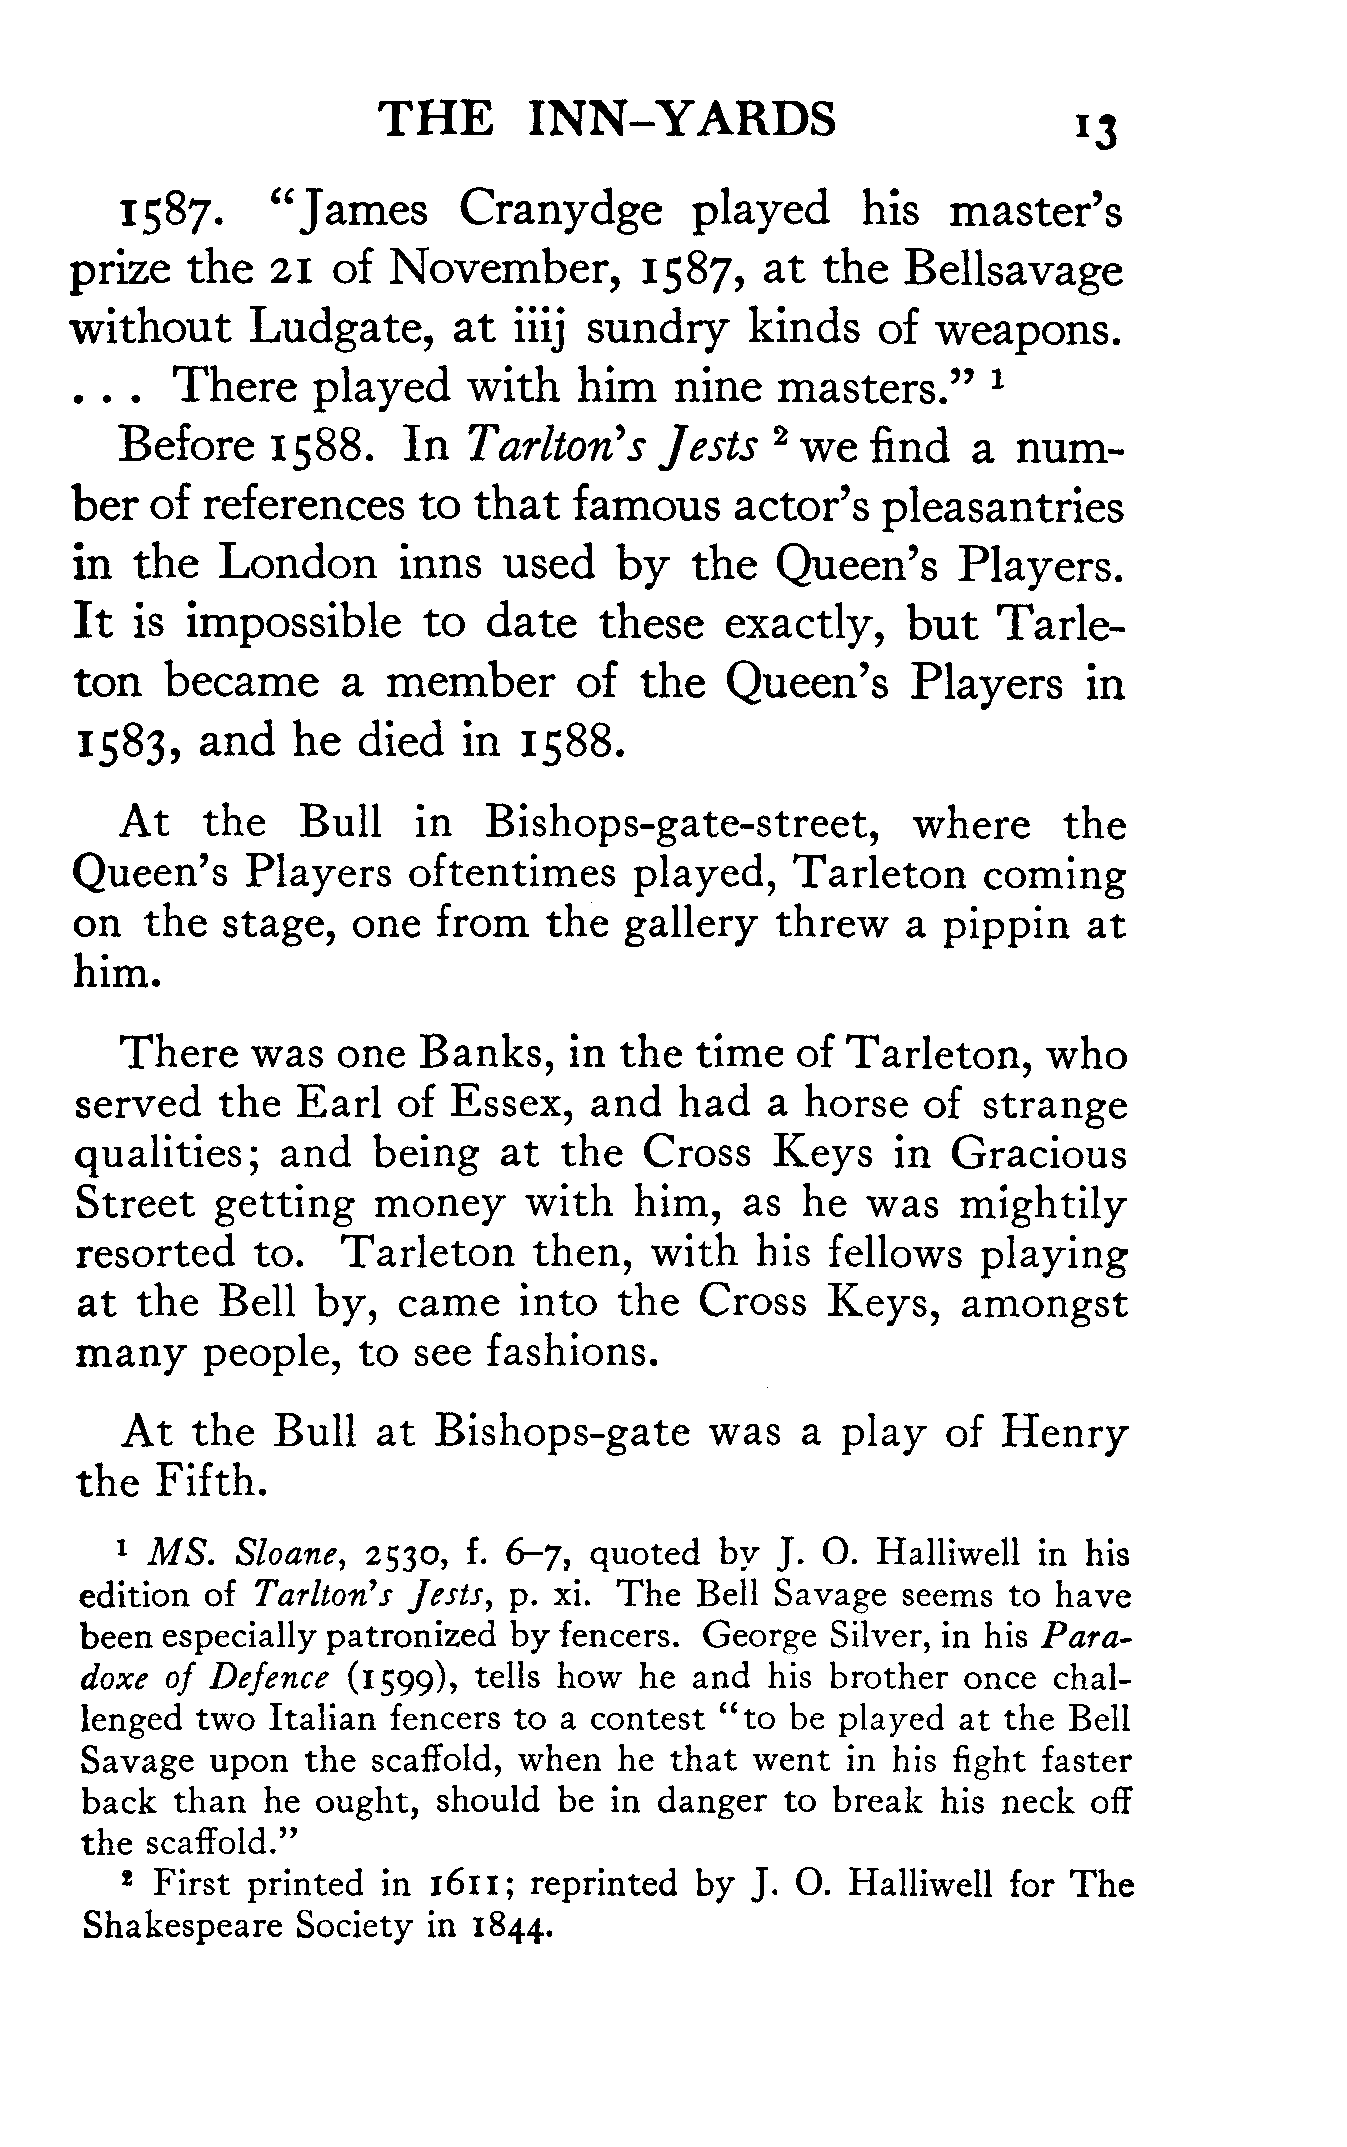 THE INN-YARDS 13
1587. "James Cranydge played his master's
prize the 21 of November, 1587, at the Bellsavage
without Ludgate, at iiij sundry kinds of weapons.
. . . There played with him nine masters." ¹
Before 1588. In Tarlton's Jests ² we find a num-
ber of references to that famous actor's pleasantries
in the London inns used by the Queen's Players.
It is impossible to date these exactly, but Tarle-
ton became a member of the Queen's Players in
1583, and he died in 1588.
At the Bull in Bishops-gate-street, where the
Queen's Players oftentimes played, Tarleton coming
on the stage, one from the gallery threw a pippin at
him.
There was one Banks, in the time of Tarleton, who
served the Earl of Essex, and had a horse of strange
qualities; and being at the Cross Keys in Gracious
Street getting money with him, as he was mightily
resorted to. Tarleton then, with his fellows playing
at the Bell by, came into the Cross Keys, amongst
many people, to see fashions.
At the Bull at Bishops-gate was a play of Henry
the Fifth.
¹ MS. Sloane, 2530, f. 6–7, quoted by J. O. Halliwell in his
edition of Tarlton's Jests, p. xi. The Bell Savage seems to have
been especially patronized by fencers. George Silver, in his Para-
doxe of Defence (1599), tells how he and his brother once chal-
lenged two Italian fencers to a contest "to be played at the Bell
Savage upon the scaffold, when he that went in his fight faster
back than he ought, should be in danger to break his neck off
the scaffold."
² First printed in 1611; reprinted by J. O. Halliwell for The
Shakespeare Society in 1844.